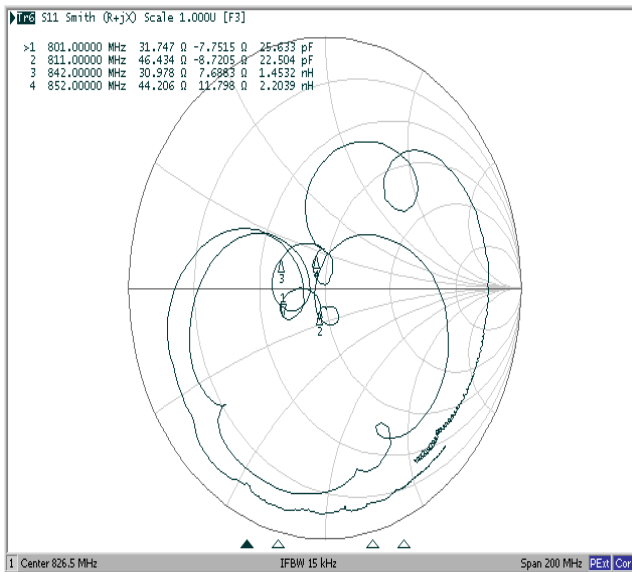 Tr6 S11 Smith (R+jX) Scale 1.000U [F3]
>1 801.00000 MHz 31.747 Ω -7.7515 Ω 25.633 pF
2 811.00000 MHz 46.434 Ω -8.7205 Ω 22.504 pF
3 842.00000 MHz 30.978 Ω 7.6883 Ω 1.4532 nH
4 852.00000 MHz 44.206 Ω 11.798 Ω 2.2039 nH
3
4
1
2
1 Center 826.5 MHz IFBW 15 kHz Span 200 MHz PExt Cor